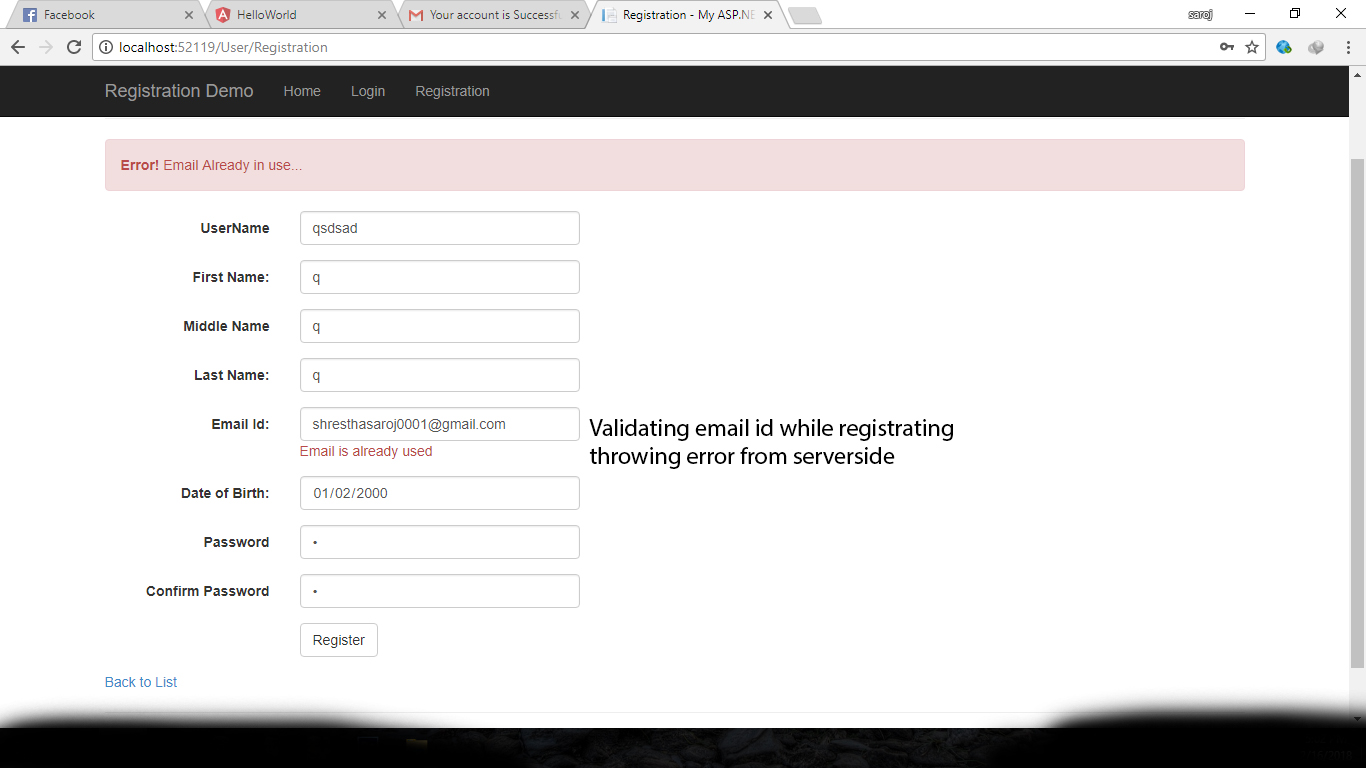 Facebook
HelloWorld
Your account is Successfu
Registration - My ASP.NE
saroj
localhost:52119/User/Registration
Registration Demo Home Login Registration
Error! Email Already in use...
UserName qsdsad
First Name: q
Middle Name q
Last Name: q
Email Id: shresthasaroj0001@gmail.com
Email is already used
Validating email id while registrating
throwing error from serverside
Date of Birth: 01/02/2000
Password •
Confirm Password •
Register
Back to List